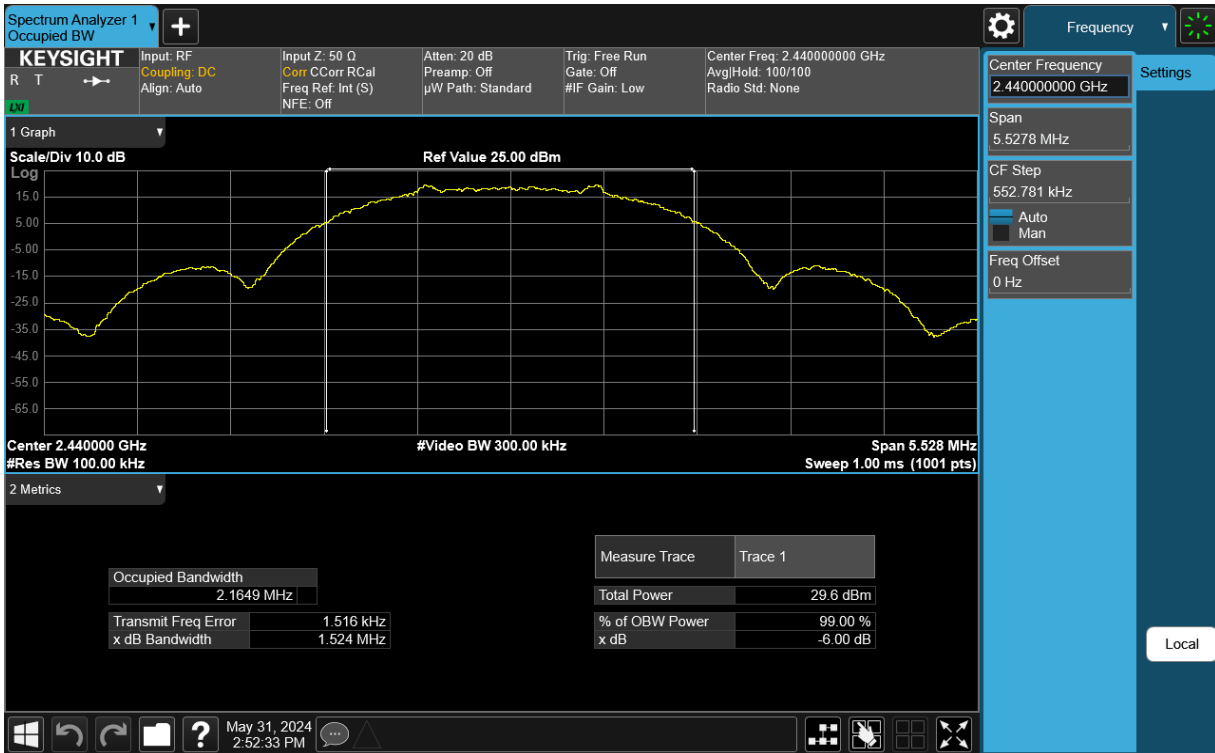 Spectrum Analyzer 1
Occupied BW
+
Frequency
KEYSIGHT
R T
LXI
Input: RF
Coupling: DC
Align: Auto
Input Z: 50 Ω
Corr CCorr RCal
Freq Ref: Int (S)
NFE: Off
Atten: 20 dB
Preamp: Off
µW Path: Standard
Trig: Free Run
Gate: Off
#IF Gain: Low
Center Freq: 2.440000000 GHz
Avg|Hold: 100/100
Radio Std: None
Center Frequency
2.440000000 GHz
Settings
Span
5.5278 MHz
CF Step
552.781 kHz
Auto
Man
Freq Offset
0 Hz
Local
1 Graph
Scale/Div 10.0 dB
Ref Value 25.00 dBm
Log
15.0
5.00
-5.00
-15.0
-25.0
-35.0
-45.0
-55.0
-65.0
Center 2.440000 GHz
#Video BW 300.00 kHz
Span 5.528 MHz
#Res BW 100.00 kHz
Sweep 1.00 ms (1001 pts)
2 Metrics
Measure Trace
Trace 1
Occupied Bandwidth
2.1649 MHz
Total Power
29.6 dBm
Transmit Freq Error
1.516 kHz
% of OBW Power
99.00 %
x dB Bandwidth
1.524 MHz
x dB
-6.00 dB
?
May 31, 2024
2:52:33 PM